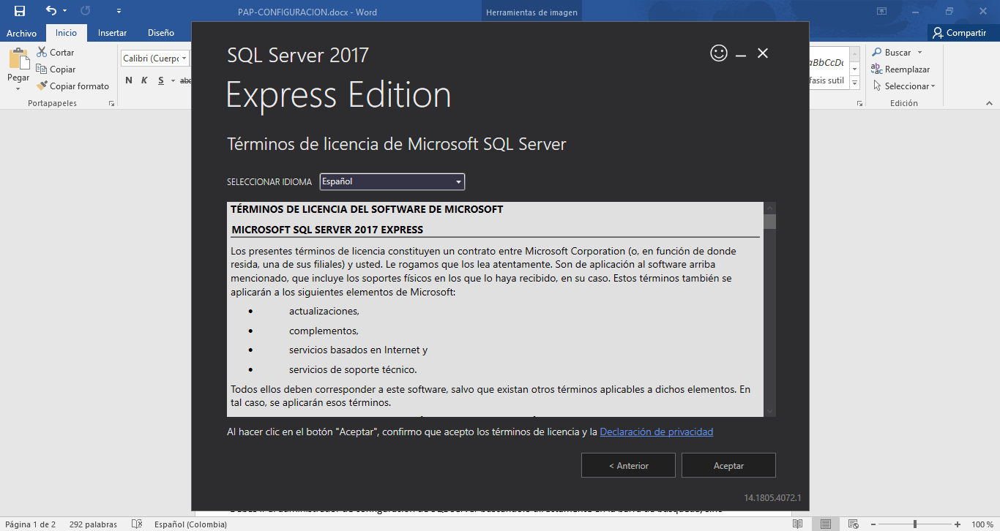 PAP-CONFIGURACION.docx - Word
Herramientas de imagen
Archivo
Inicio
Insertar
Diseño
Compartir
Pegar
Cortar
Copiar
Copiar formato
Portapapeles
Calibri (Cuerpo
N K S abc
sutil
Buscar
Reemplazar
Seleccionar
Edición
SQL Server 2017
Express Edition
Términos de licencia de Microsoft SQL Server
SELECCIONAR IDIOMA
Español
TÉRMINOS DE LICENCIA DEL SOFTWARE DE MICROSOFT
MICROSOFT SQL SERVER 2017 EXPRESS
Los presentes términos de licencia constituyen un contrato entre Microsoft Corporation (o, en función de donde
resida, una de sus filiales) y usted. Le rogamos que los lea atentamente. Son de aplicación al software arriba
mencionado, que incluye los soportes físicos en los que lo haya recibido, en su caso. Estos términos también se
aplicarán a los siguientes elementos de Microsoft:
• actualizaciones,
• complementos,
• servicios basados en Internet y
• servicios de soporte técnico.
Todos ellos deben corresponder a este software, salvo que existan otros términos aplicables a dichos elementos. En
tal caso, se aplicarán esos términos.
Al hacer clic en el botón "Aceptar", confirmo que acepto los términos de licencia y la Declaración de privacidad
< Anterior
Aceptar
14.1805.4072.1
Página 1 de 2
292 palabras
Español (Colombia)
100 %